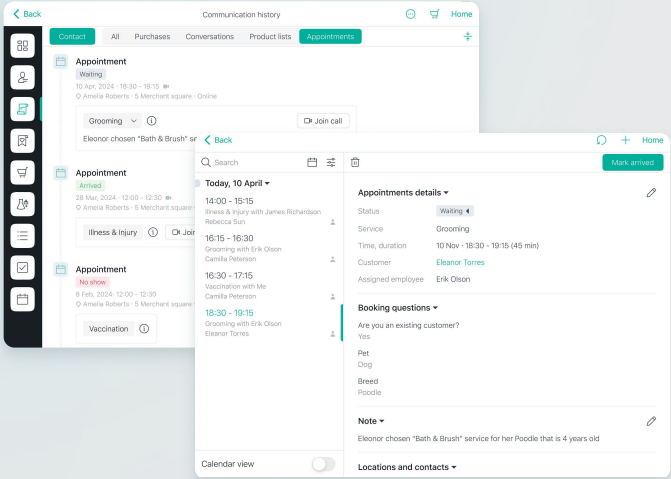 Back
Communication history
Home
Contact
All
Purchases
Conversations
Product lists
Appointments
Appointment
Waiting
10 Apr, 2024 · 16:30 - 19:15
Amelia Roberts · 5 Merchant square · Online
Grooming
Join call
Eleonor chosen "Bath & Brush"
Appointment
Arrived
28 Mar, 2024 · 12:00 - 12:30
Amelia Roberts · 5 Merchant square
Illness & Injury
Appointment
No show
8 Feb, 2024 · 12:00 - 12:30
Amelia Roberts · 5 Merchant square
Vaccination
Back
Home
Search
Mark arrived
Today, 10 April
14:00 - 15:15
Illness & Injury with James Richardson
Rebecca Sun
16:15 - 16:30
Grooming with Erik Olson
Camilla Peterson
16:30 - 17:15
Vaccination with Me
Camilla Peterson
18:30 - 19:15
Grooming with Erik Olson
Eleanor Torres
Calendar view
Appointments details
Status
Waiting
Service
Grooming
Time, duration
10 Nov · 18:30 - 19:15 (45 min)
Customer
Eleanor Torres
Assigned employee
Erik Olson
Booking questions
Are you an existing customer?
Yes
Pet
Dog
Breed
Poodle
Note
Eleonor chosen "Bath & Brush" service for her Poodle that is 4 years old
Locations and contacts